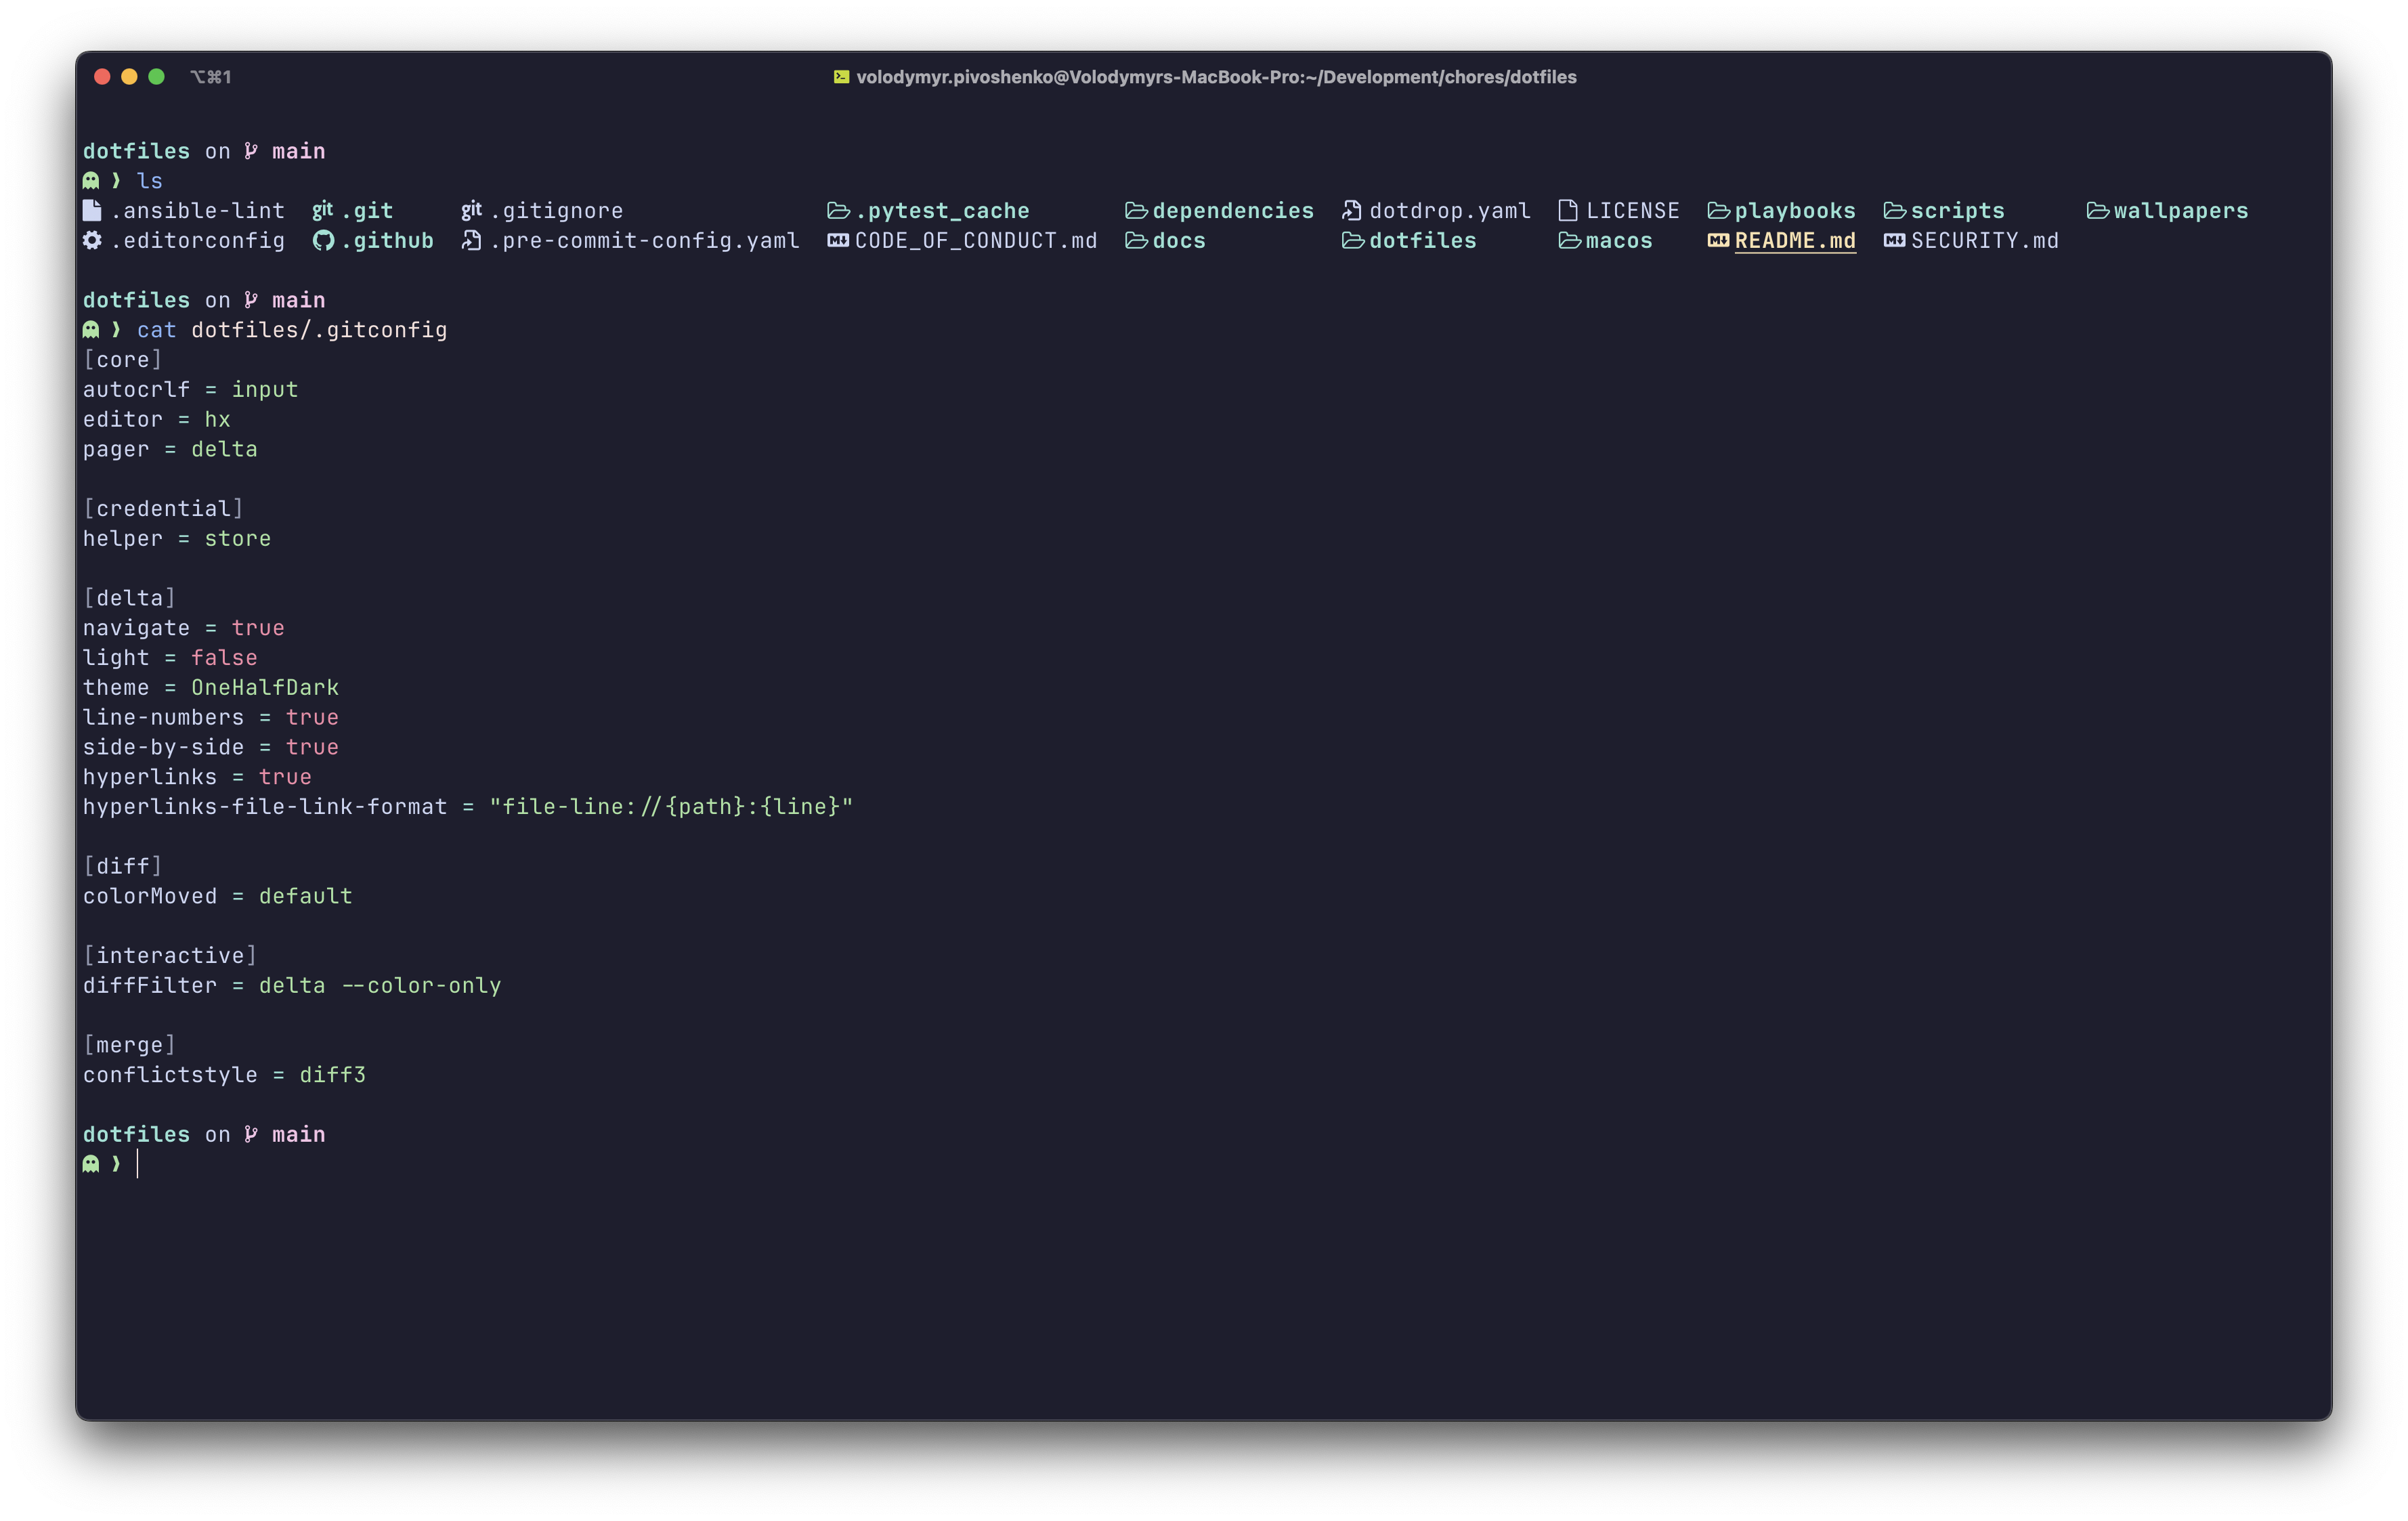 ⌥⌘1 volodymyr.pivoshenko@Volodymyrs-MacBook-Pro:~/Development/chores/dotfiles
dotfiles on main
❯ ls
.ansible-lint git .git git .gitignore .pytest_cache dependencies dotdrop.yaml LICENSE playbooks scripts wallpapers
.editorconfig .github .pre-commit-config.yaml CODE_OF_CONDUCT.md docs dotfiles macos README.md SECURITY.md
dotfiles on main
❯ cat dotfiles/.gitconfig
[core]
autocrlf = input
editor = hx
pager = delta
[credential]
helper = store
[delta]
navigate = true
light = false
theme = OneHalfDark
line-numbers = true
side-by-side = true
hyperlinks = true
hyperlinks-file-link-format = "file-line://{path}:{line}"
[diff]
colorMoved = default
[interactive]
diffFilter = delta --color-only
[merge]
conflictstyle = diff3
dotfiles on main
❯